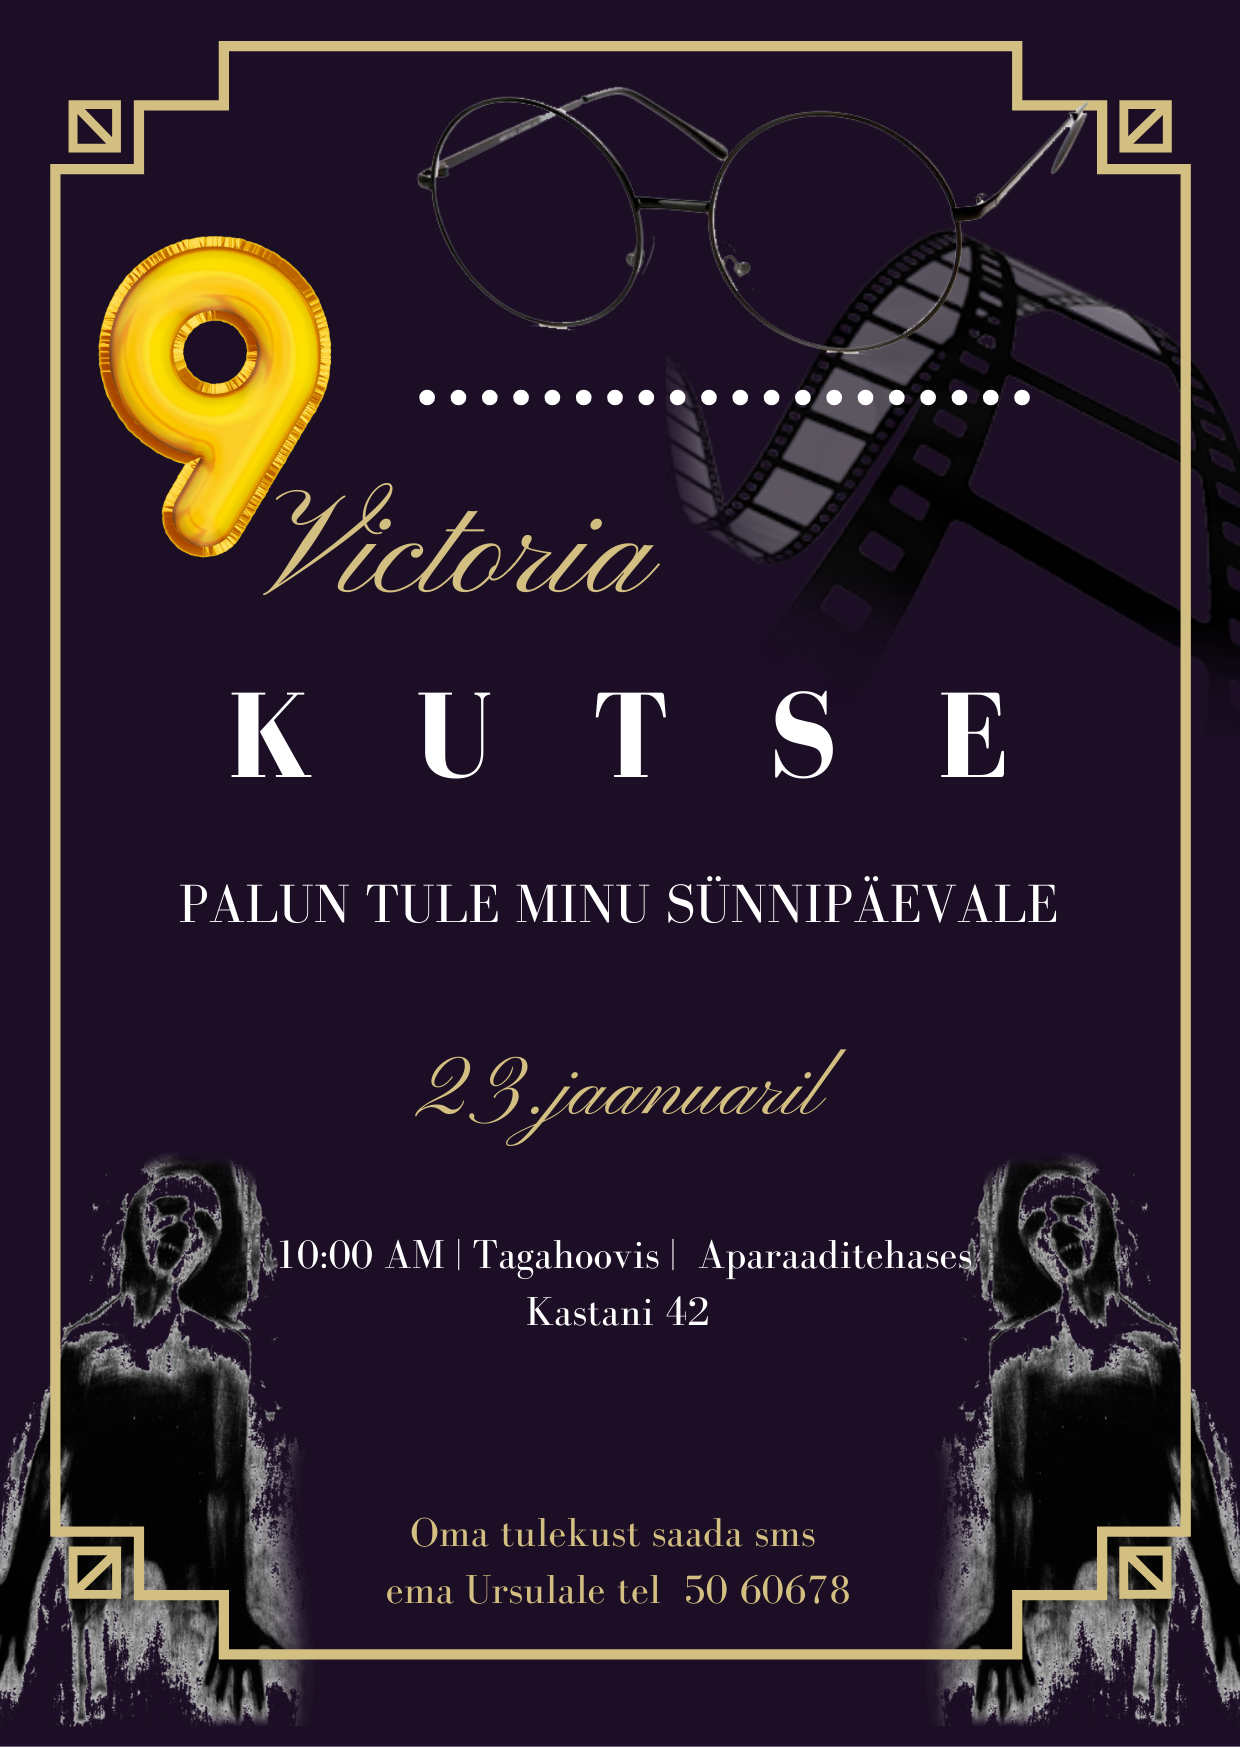 9
Victoria
KUTSE
PALUN TULE MINU SÜNNIPÄEVALE
23.jaanuaril
10:00 AM | Tagahoovis | Aparaaditehases
Kastani 42
Oma tulekust saada sms
ema Ursulale tel 50 60678